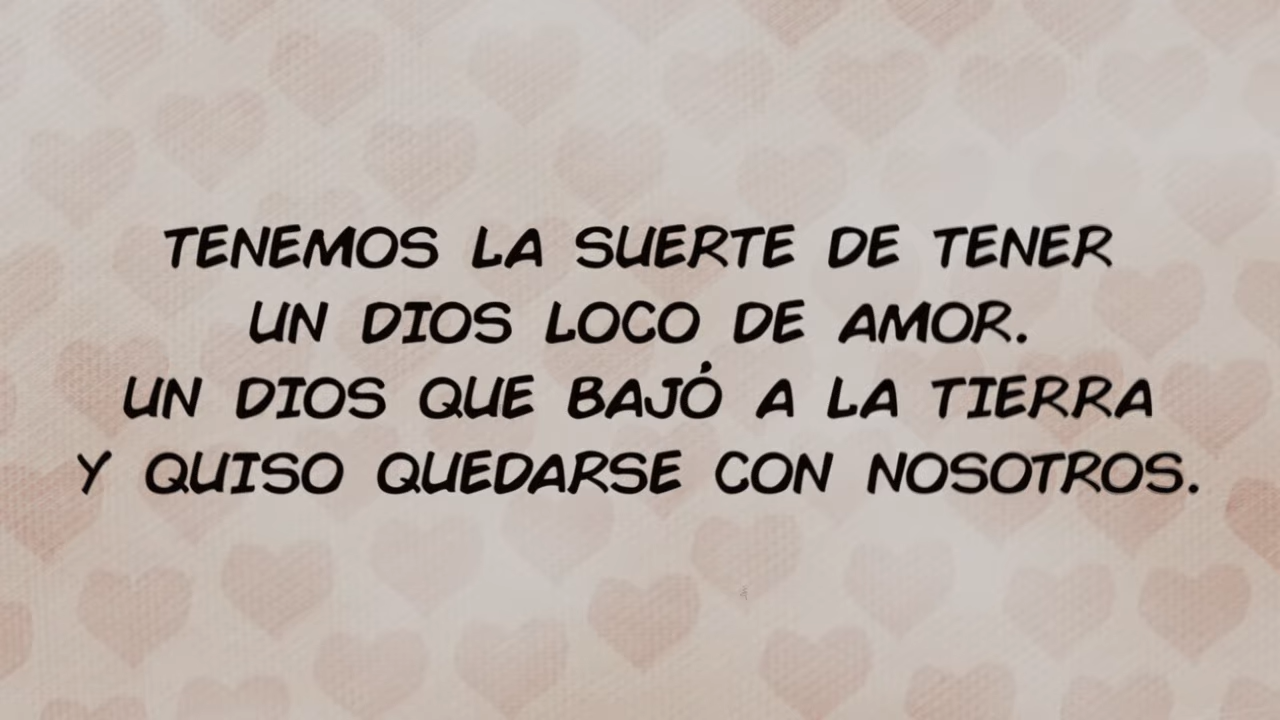 TENEMOS LA SUERTE DE TENER
UN DIOS LOCO DE AMOR.
UN DIOS QUE BAJÓ A LA TIERRA
Y QUISO QUEDARSE CON NOSOTROS.